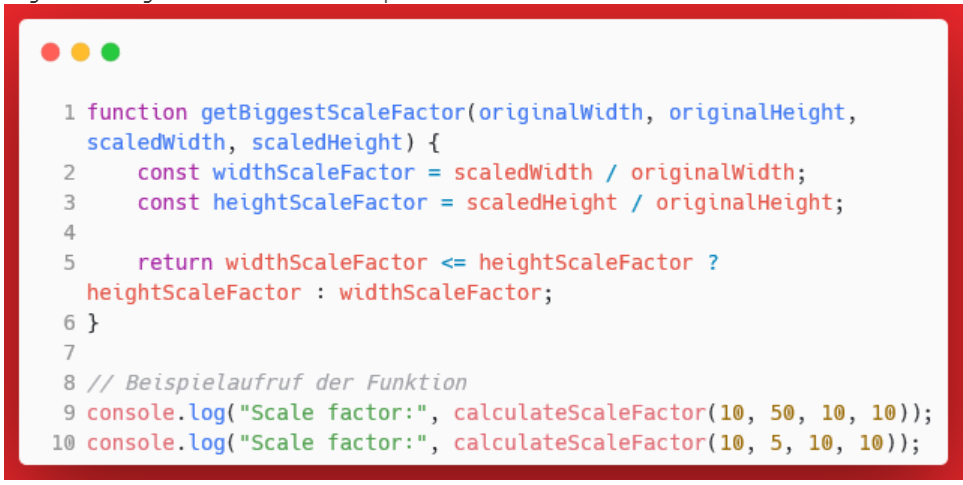 1 function getBiggestScaleFactor(originalWidth, originalHeight,
scaledWidth, scaledHeight) {
2     const widthScaleFactor = scaledWidth / originalWidth;
3     const heightScaleFactor = scaledHeight / originalHeight;
4
5     return widthScaleFactor <= heightScaleFactor ?
heightScaleFactor : widthScaleFactor;
6 }
7
8 // Beispielaufruf der Funktion
9 console.log("Scale factor:", calculateScaleFactor(10, 50, 10, 10));
10 console.log("Scale factor:", calculateScaleFactor(10, 5, 10, 10));